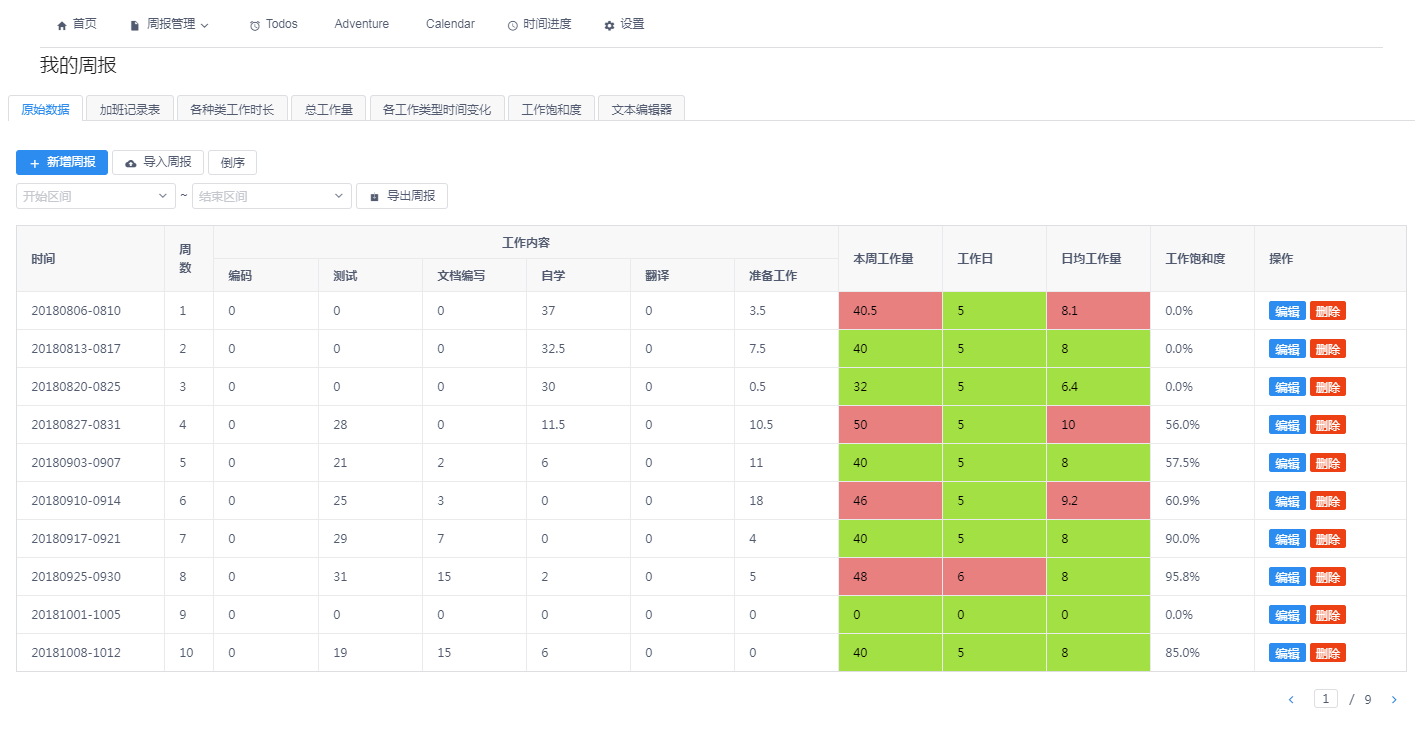 首页 周报管理 Todos Adventure Calendar 时间进度 设置
我的周报
原始数据 加班记录表 各种类工作时长 总工作量 各工作类型时间变化 工作饱和度 文本编辑器
+ 新增周报 导入周报 倒序
开始区间 ~ 结束区间 导出周报
时间 周数 工作内容 本周工作量 工作日 日均工作量 工作饱和度 操作
编码 测试 文档编写 自学 翻译 准备工作
20180806-0810 1 0 0 0 37 0 3.5 40.5 5 8.1 0.0% 编辑 删除
20180813-0817 2 0 0 0 32.5 0 7.5 40 5 8 0.0% 编辑 删除
20180820-0825 3 0 0 0 30 0 0.5 32 5 6.4 0.0% 编辑 删除
20180827-0831 4 0 28 0 11.5 0 10.5 50 5 10 56.0% 编辑 删除
20180903-0907 5 0 21 2 6 0 11 40 5 8 57.5% 编辑 删除
20180910-0914 6 0 25 3 0 0 18 46 5 9.2 60.9% 编辑 删除
20180917-0921 7 0 29 7 0 0 4 40 5 8 90.0% 编辑 删除
20180925-0930 8 0 31 15 2 0 5 48 6 8 95.8% 编辑 删除
20181001-1005 9 0 0 0 0 0 0 0 0 0 0.0% 编辑 删除
20181008-1012 10 0 19 15 6 0 0 40 5 8 85.0% 编辑 删除
< 1 / 9 >